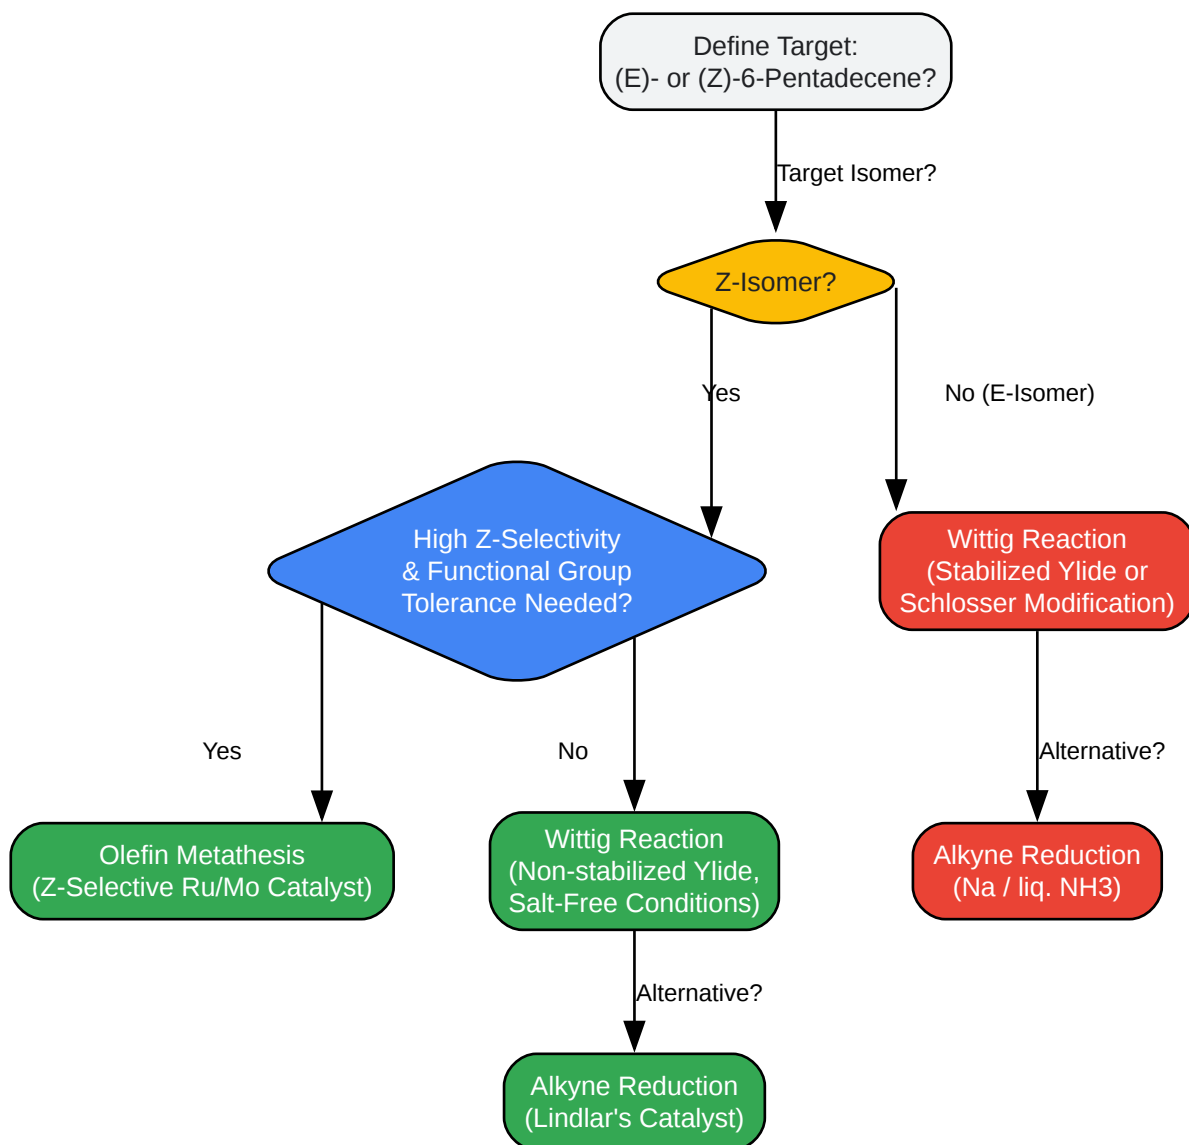 Define Target:
(E)- or (Z)-6-Pentadecene?
Target Isomer?
Z-Isomer?
Yes
No (E-Isomer)
High Z-Selectivity
& Functional Group
Tolerance Needed?
Wittig Reaction
(Stabilized Ylide or
Schlosser Modification)
Yes
No
Alternative?
Olefin Metathesis
(Z-Selective Ru/Mo Catalyst)
Wittig Reaction
(Non-stabilized Ylide,
Salt-Free Conditions)
Alkyne Reduction
(Na / liq. NH3)
Alternative?
Alkyne Reduction
(Lindlar's Catalyst)